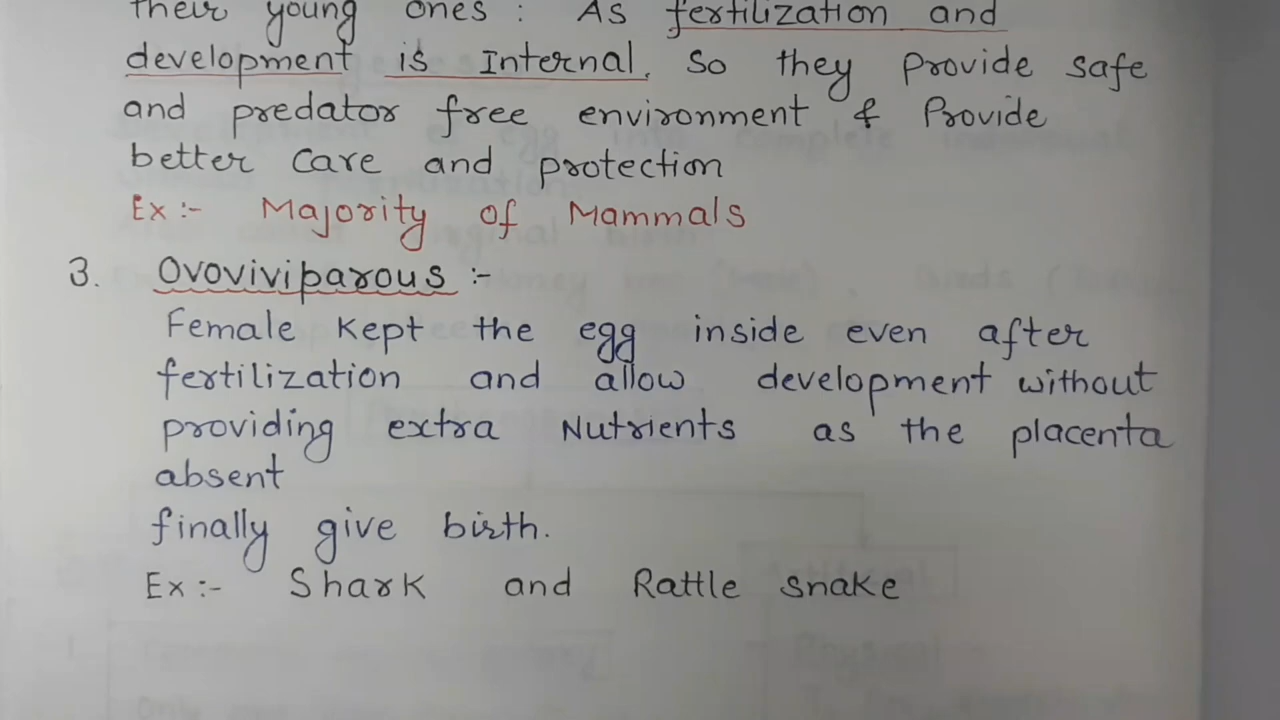 their young ones : As fertilization and
development is Internal. So they provide safe
and predator free environment & Provide
better care and protection
Ex :- Majority of Mammals
3. Ovoviviparous :-
Female kept the egg inside even after
fertilization and allow development without
providing extra Nutrients as the placenta
absent
finally give birth.
Ex :- Shark and Rattle snake